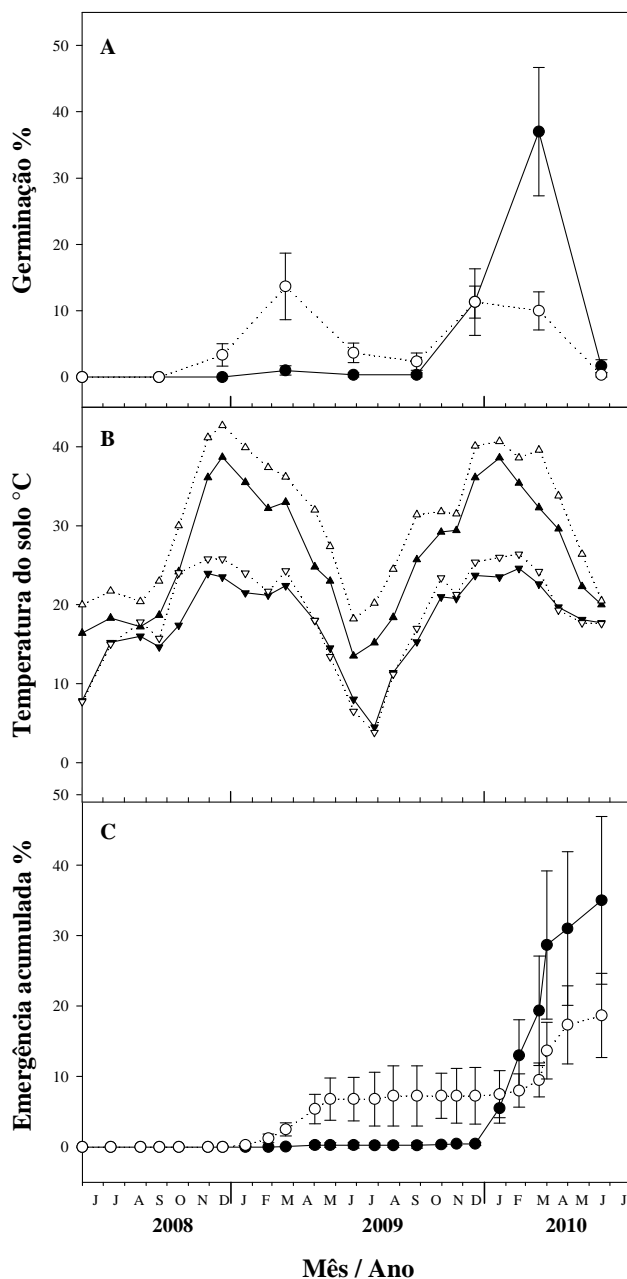 A
Germinação %
50
40
30
20
10
0
B
Temperatura do solo °C
40
30
20
10
0
50
C
Emergência acumulada %
40
30
20
10
0
J J A S O N D J F M A M J J A S O N D J F M A M J J
2008 2009 2010
Mês / Ano